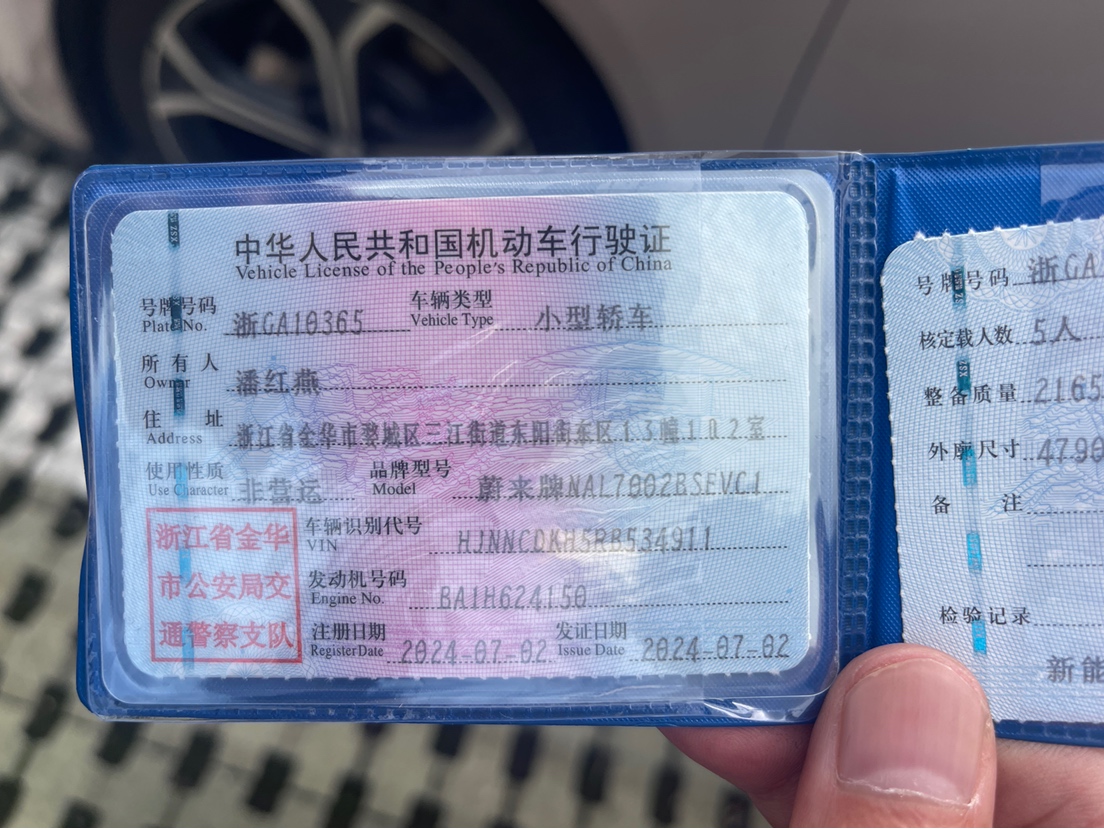 中华人民共和国机动车行驶证
Vehicle License of the People's Republic of China
号牌号码 浙GA10365 车辆类型 小型轿车
Plate No. Vehicle Type
所有人 潘红燕
Owner
住址 浙江省金华市婺城区三江街道东阳街东区13幢102室
Address
使用性质 非营运 品牌型号 蔚来牌NAL7002BSEVC1
Use Character Model
浙江省金华
市公安局交
通警察支队
车辆识别代号 HJNNCDKH5RB534911
VIN
发动机号码 BA1H624150
Engine No.
注册日期 2024-07-02 发证日期 2024-07-02
Register Date Issue Date
号牌号码 浙GA
核定载人数 5人
整备质量 2165
外廓尺寸 4790
备注
检验记录
新能